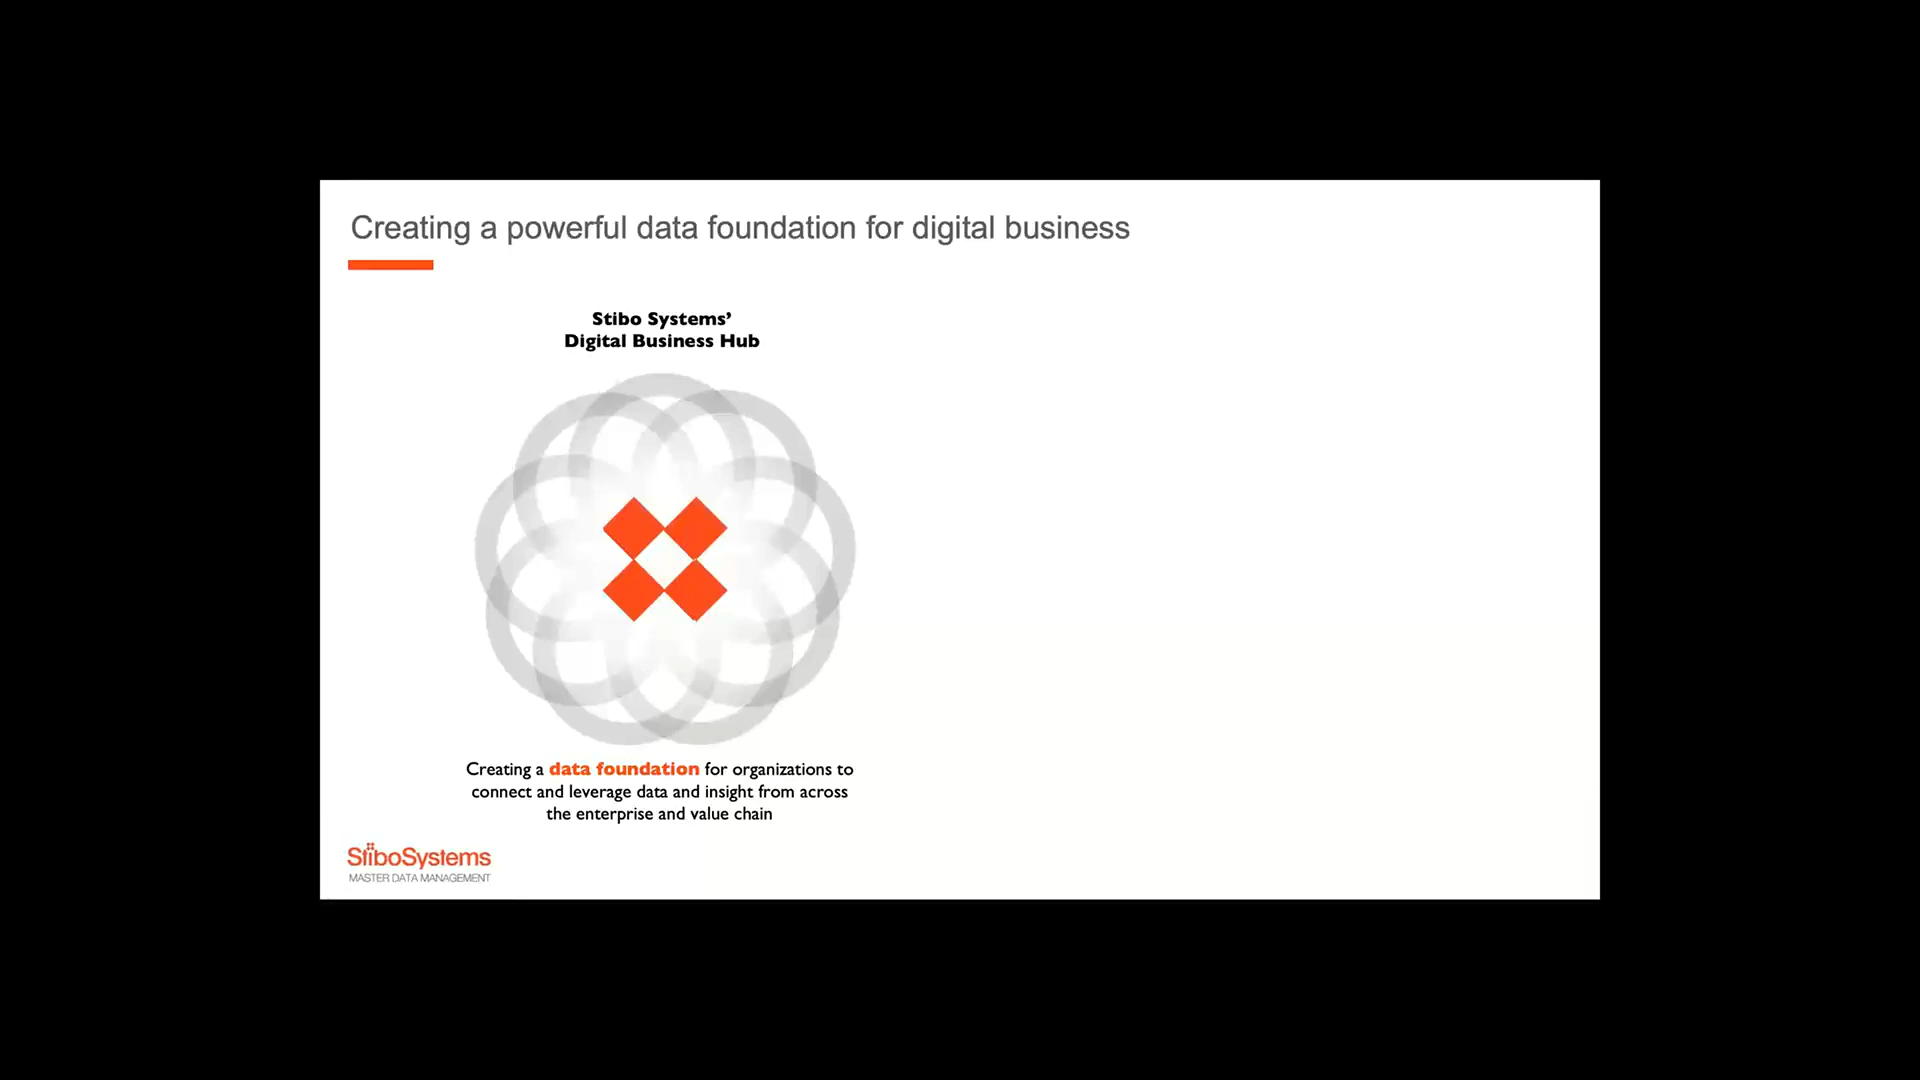 Creating a powerful data foundation for digital business
Stibo Systems’
Digital Business Hub
Creating a data foundation for organizations to
connect and leverage data and insight from across
the enterprise and value chain
StiboSystems
MASTER DATA MANAGEMENT